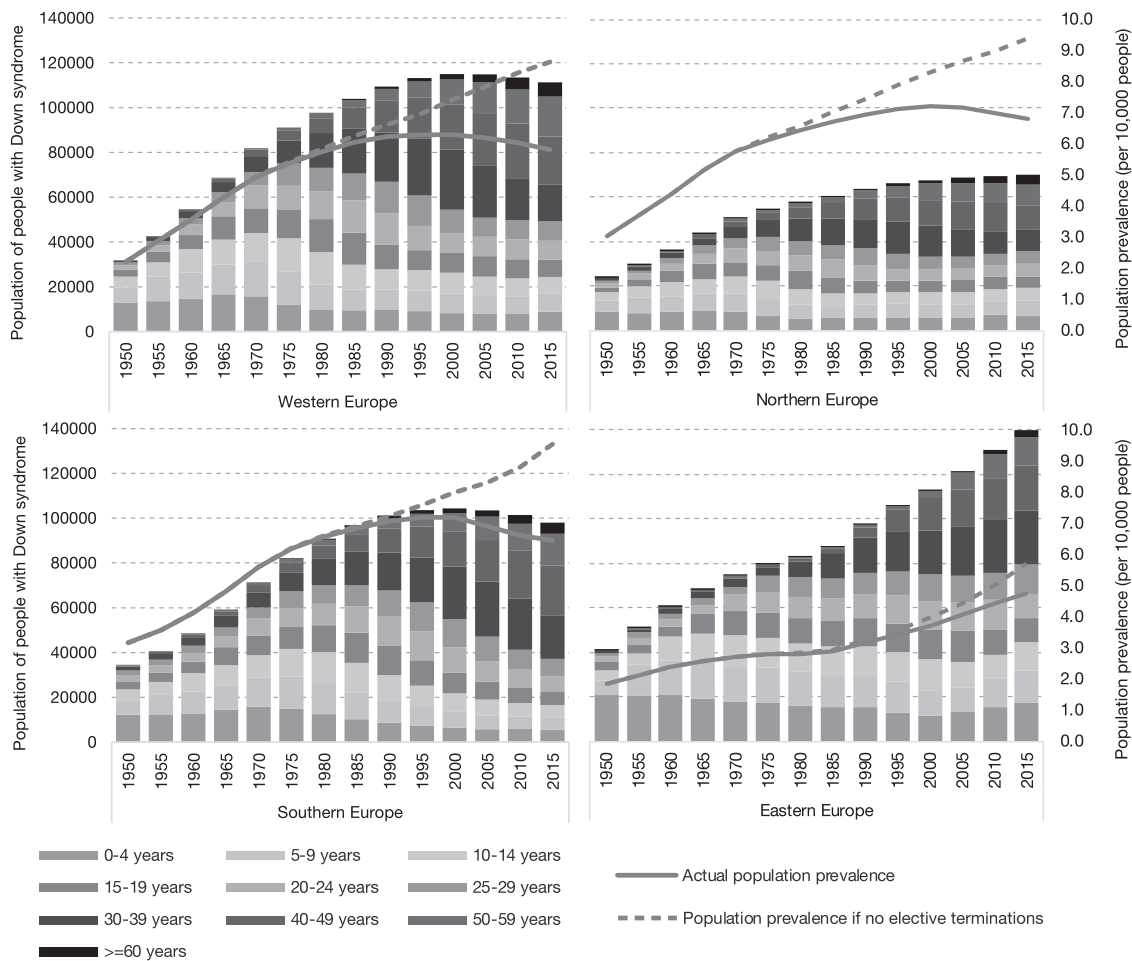 Population of people with Down syndrome
140000
120000
100000
80000
60000
40000
20000
0
1950 1955 1960 1965 1970 1975 1980 1985 1990 1995 2000 2005 2010 2015
Western Europe
1950 1955 1960 1965 1970 1975 1980 1985 1990 1995 2000 2005 2010 2015
Northern Europe
10.0
9.0
8.0
7.0
6.0
5.0
4.0
3.0
2.0
1.0
0.0
Population prevalence (per 10,000 people)
Population of people with Down syndrome
140000
120000
100000
80000
60000
40000
20000
0
1950 1955 1960 1965 1970 1975 1980 1985 1990 1995 2000 2005 2010 2015
Southern Europe
1950 1955 1960 1965 1970 1975 1980 1985 1990 1995 2000 2005 2010 2015
Eastern Europe
10.0
9.0
8.0
7.0
6.0
5.0
4.0
3.0
2.0
1.0
0.0
Population prevalence (per 10,000 people)
0-4 years 5-9 years 10-14 years
15-19 years 20-24 years 25-29 years
30-39 years 40-49 years 50-59 years
>=60 years
Actual population prevalence
Population prevalence if no elective terminations